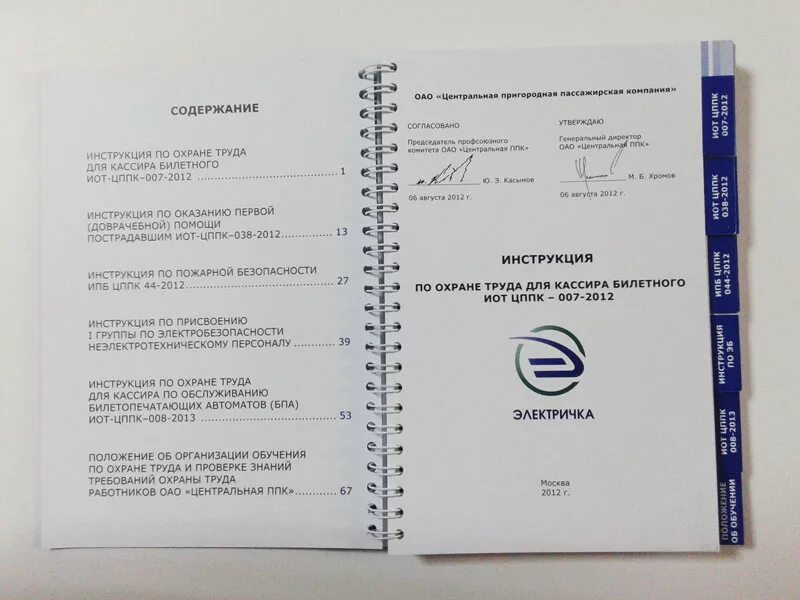 СОДЕРЖАНИЕ
ИНСТРУКЦИЯ ПО ОХРАНЕ ТРУДА
ДЛЯ КАССИРА БИЛЕТНОГО
ИОТ-ЦППК–007-2012 ........................... 1
ИНСТРУКЦИЯ ПО ОКАЗАНИЮ ПЕРВОЙ
(ДОВРАЧЕБНОЙ) ПОМОЩИ
ПОСТРАДАВШИМ ИОТ-ЦППК–038-2012............ 13
ИНСТРУКЦИЯ ПО ПОЖАРНОЙ БЕЗОПАСНОСТИ
ИПБ ЦППК 44-2012............................ 27
ИНСТРУКЦИЯ ПО ПРИСВОЕНИЮ
I ГРУППЫ ПО ЭЛЕКТРОБЕЗОПАСНОСТИ
НЕЭЛЕКТРОТЕХНИЧЕСКОМУ ПЕРСОНАЛУ ......... 39
ИНСТРУКЦИЯ ПО ОХРАНЕ ТРУДА
ДЛЯ КАССИРА ПО ОБСЛУЖИВАНИЮ
БИЛЕТОПЕЧАТАЮЩИХ АВТОМАТОВ (БПА)
ИОТ-ЦППК–008-2013 ........................... 53
ПОЛОЖЕНИЕ ОБ ОРГАНИЗАЦИИ ОБУЧЕНИЯ
ПО ОХРАНЕ ТРУДА И ПРОВЕРКЕ ЗНАНИЙ
ТРЕБОВАНИЙ ОХРАНЫ ТРУДА
РАБОТНИКОВ ОАО «ЦЕНТРАЛЬНАЯ ППК»............ 67
ОАО «Центральная пригородная пассажирская компания»
СОГЛАСОВАНО
Председатель профсоюзного
комитета ОАО «Центральная ППК»
Ю. Э. Касымов
06 августа 2012 г.
УТВЕРЖДАЮ
Генеральный директор
ОАО «Центральная ППК»
М. Б. Хромов
06 августа 2012 г.
ИНСТРУКЦИЯ
ПО ОХРАНЕ ТРУДА ДЛЯ КАССИРА БИЛЕТНОГО
ИОТ ЦППК – 007-2012
ЭЛЕКТРИЧКА
Москва
2012 г.
ИОТ ЦППК
007-2012
ИОТ ЦППК
038-2012
ИПБ ЦППК
044-2012
ИНСТРУКЦИЯ
ПО ЭБ
ИОТ ЦППК
008-2013
ПОЛОЖЕНИЕ
ОБ ОБУЧЕНИИ